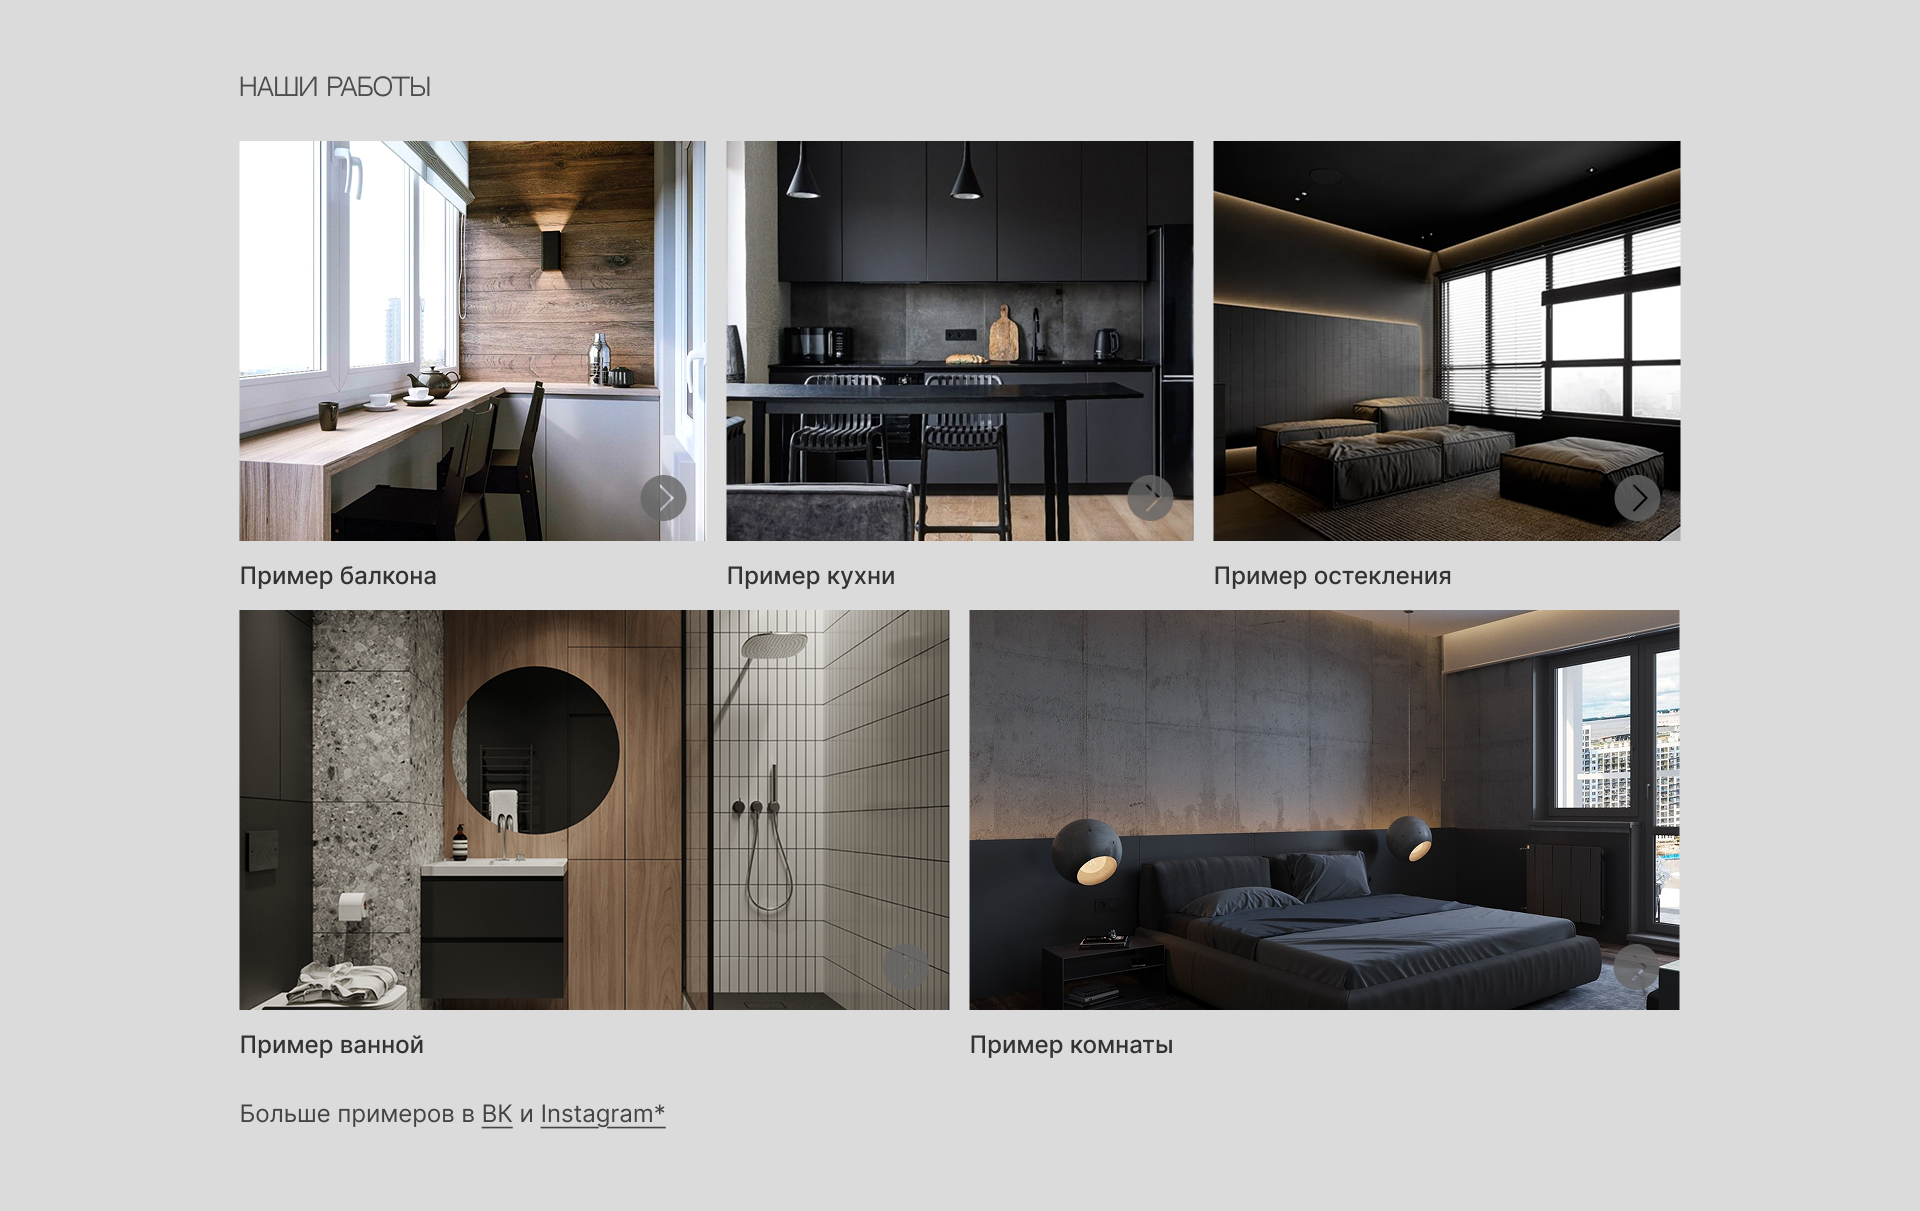 НАШИ РАБОТЫ
Пример балкона
Пример кухни
Пример остекления
Пример ванной
Пример комнаты
Больше примеров в ВК и Instagram*